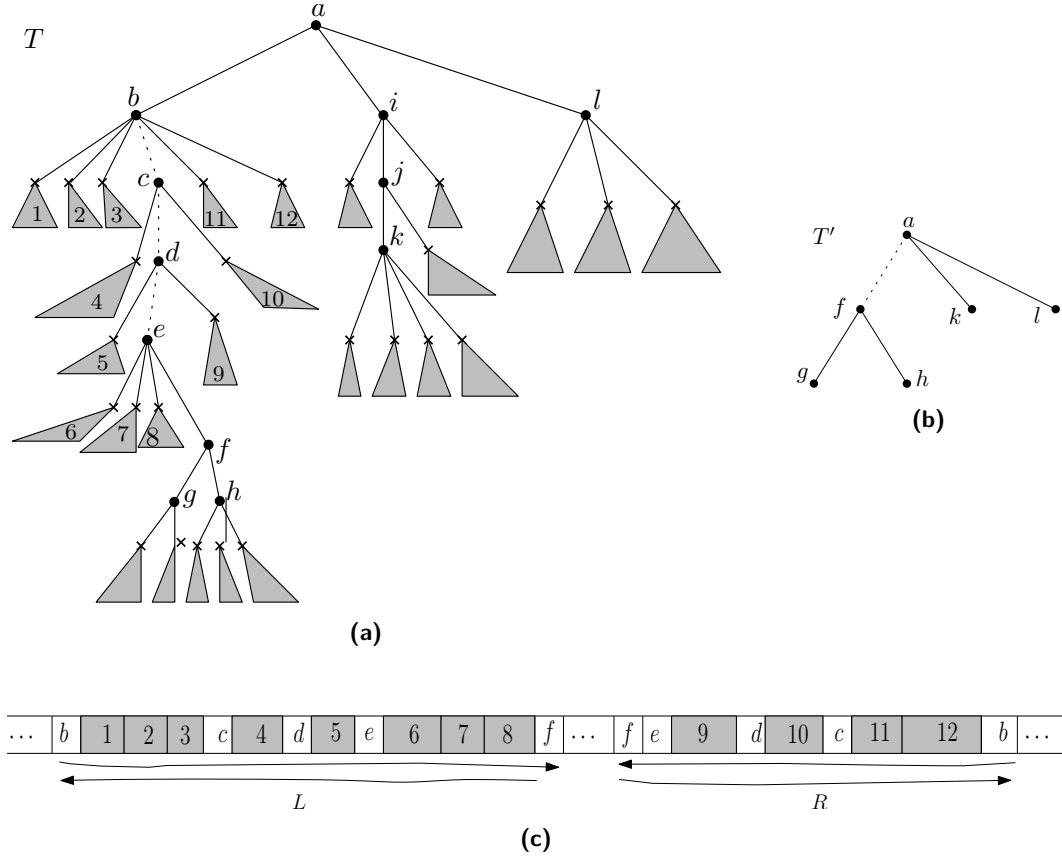 T
a
b
i
l
c
j
1 2 3 11 12
d
k
4
10
e
5
9
6 7 8
f
g h
(a)
T′
a
f
k
l
g
h
(b)
... b 1 2 3 c 4 d 5 e 6 7 8 f ... f e 9 d 10 c 11 12 b ...
L R
(c)